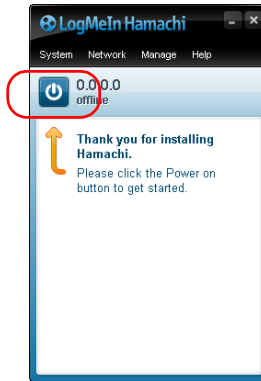 LogMeIn Hamachi
System Network Manage Help
0.0.0.0
offline
Thank you for installing
Hamachi.
Please click the Power on
button to get started.